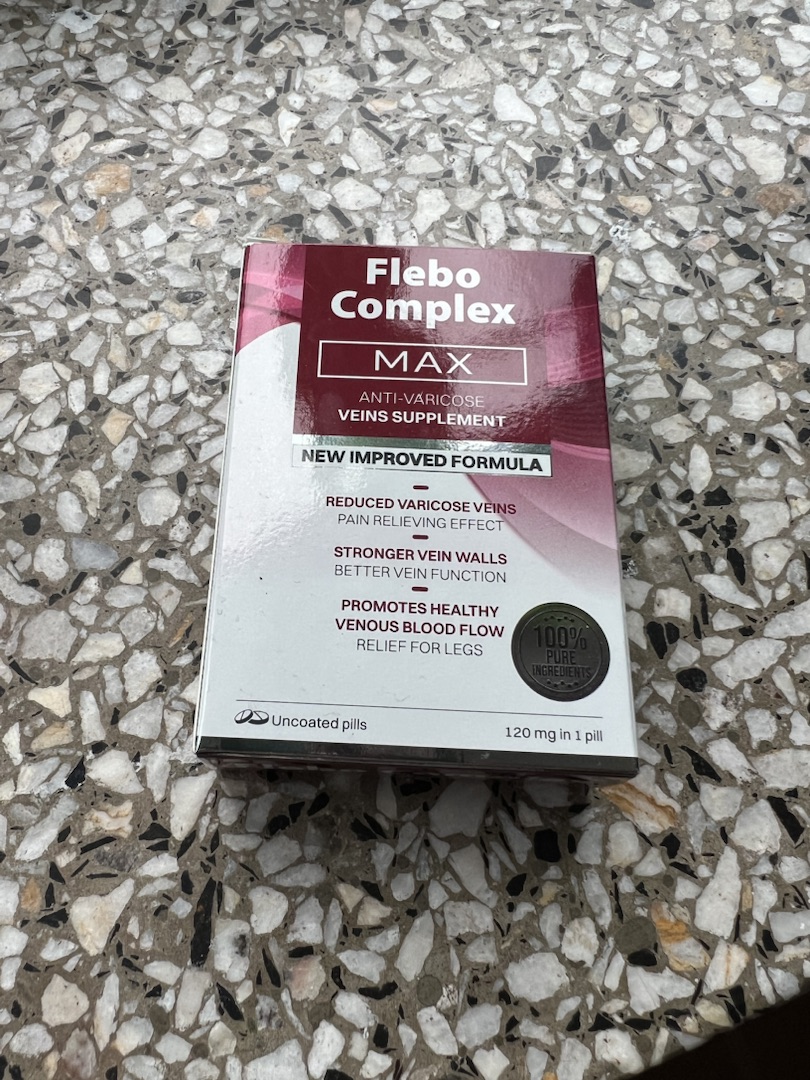 Flebo
Complex
MAX
ANTI-VARICOSE
VEINS SUPPLEMENT
NEW IMPROVED FORMULA
REDUCED VARICOSE VEINS
PAIN RELIEVING EFFECT
STRONGER VEIN WALLS
BETTER VEIN FUNCTION
PROMOTES HEALTHY
VENOUS BLOOD FLOW
RELIEF FOR LEGS
100%
PURE
INGREDIENTS
Uncoated pills
120 mg in 1 pill